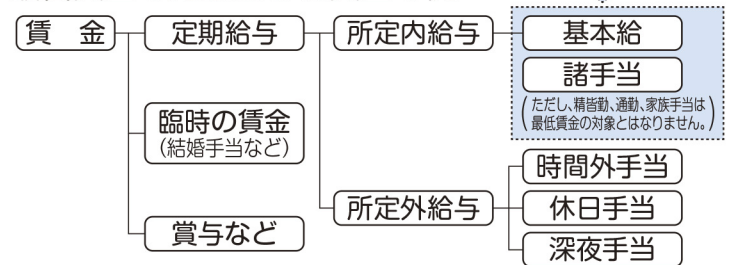 賃　金
定期給与
所定内給与
基本給
諸手当
(ただし、精皆勤、通勤、家族手当は
最低賃金の対象とはなりません。)
臨時の賃金
(結婚手当など)
賞与など
所定外給与
時間外手当
休日手当
深夜手当